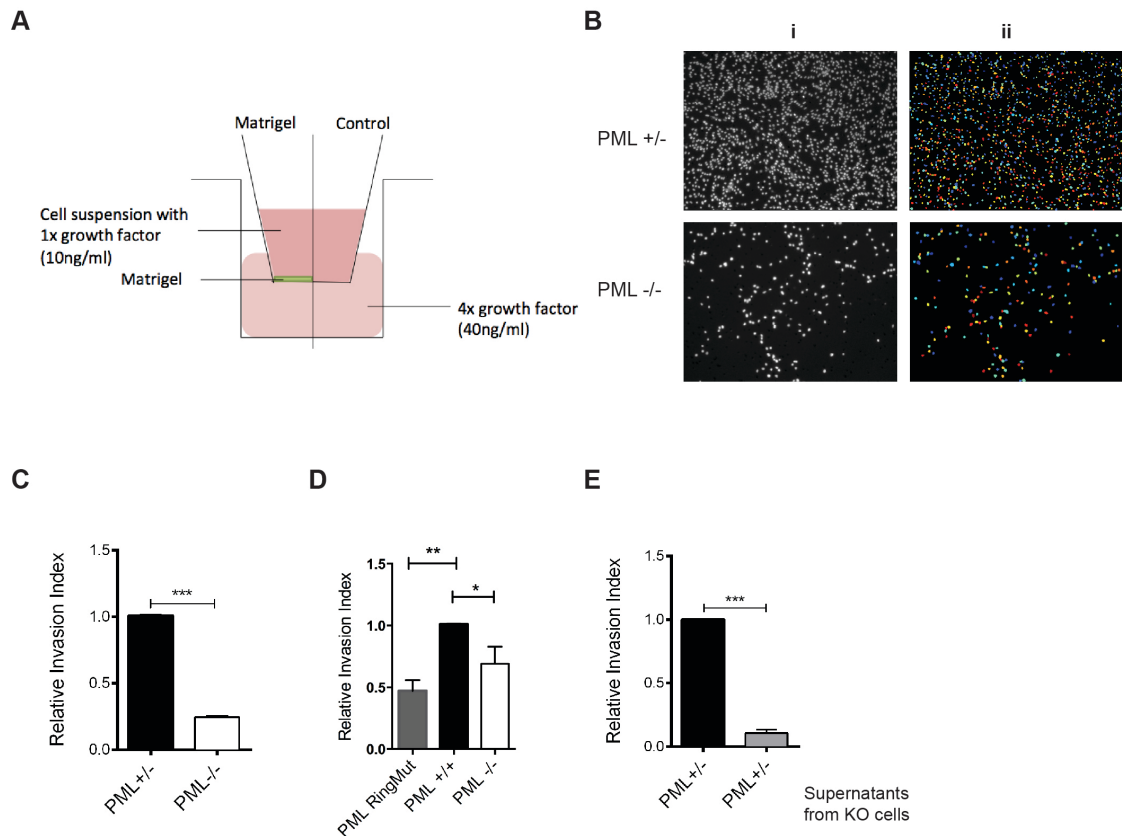 A
Matrigel
Control
Cell suspension with
1x growth factor
(10ng/ml)
Matrigel
4x growth factor
(40ng/ml)
B
i
ii
PML +/-
PML -/-
C
Relative Invasion Index
1.5
1.0
0.5
0.0
***
PML+/-
PML-/-
D
Relative Invasion Index
1.5
1.0
0.5
0.0
**
*
PML RingMut
PML +/+
PML -/-
E
Relative Invasion Index
1.5
1.0
0.5
0.0
***
PML+/-
PML+/-
Supernatants
from KO cells